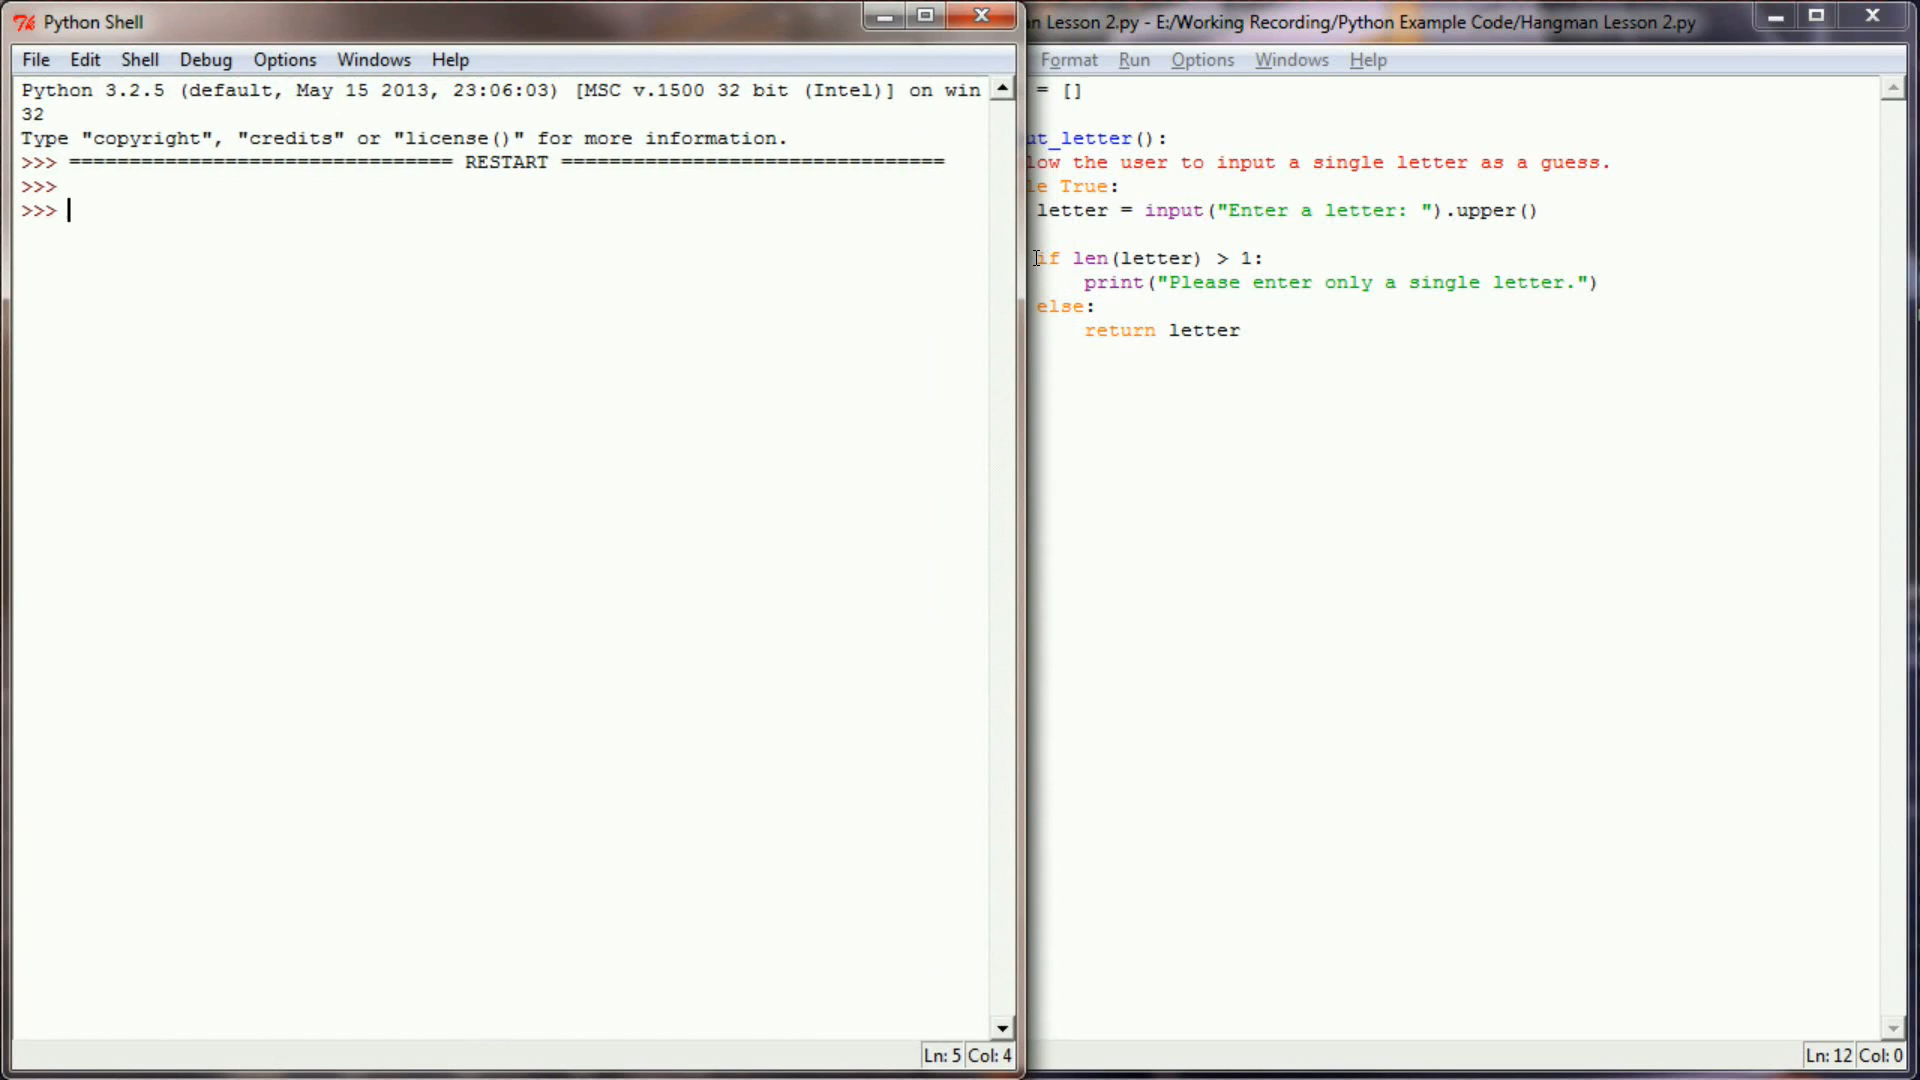 Python Shell
File Edit Shell Debug Options Windows Help
Python 3.2.5 (default, May 15 2013, 23:06:03) [MSC v.1500 32 bit (Intel)] on win
32
Type "copyright", "credits" or "license()" for more information.
>>> ================================ RESTART ================================
>>>
>>>
Ln: 5 Col: 4
n Lesson 2.py - E:/Working Recording/Python Example Code/Hangman Lesson 2.py
Format Run Options Windows Help
= []
ut_letter():
low the user to input a single letter as a guess.
le True:
letter = input("Enter a letter: ").upper()
if len(letter) > 1:
print("Please enter only a single letter.")
else:
return letter
Ln: 12 Col: 0